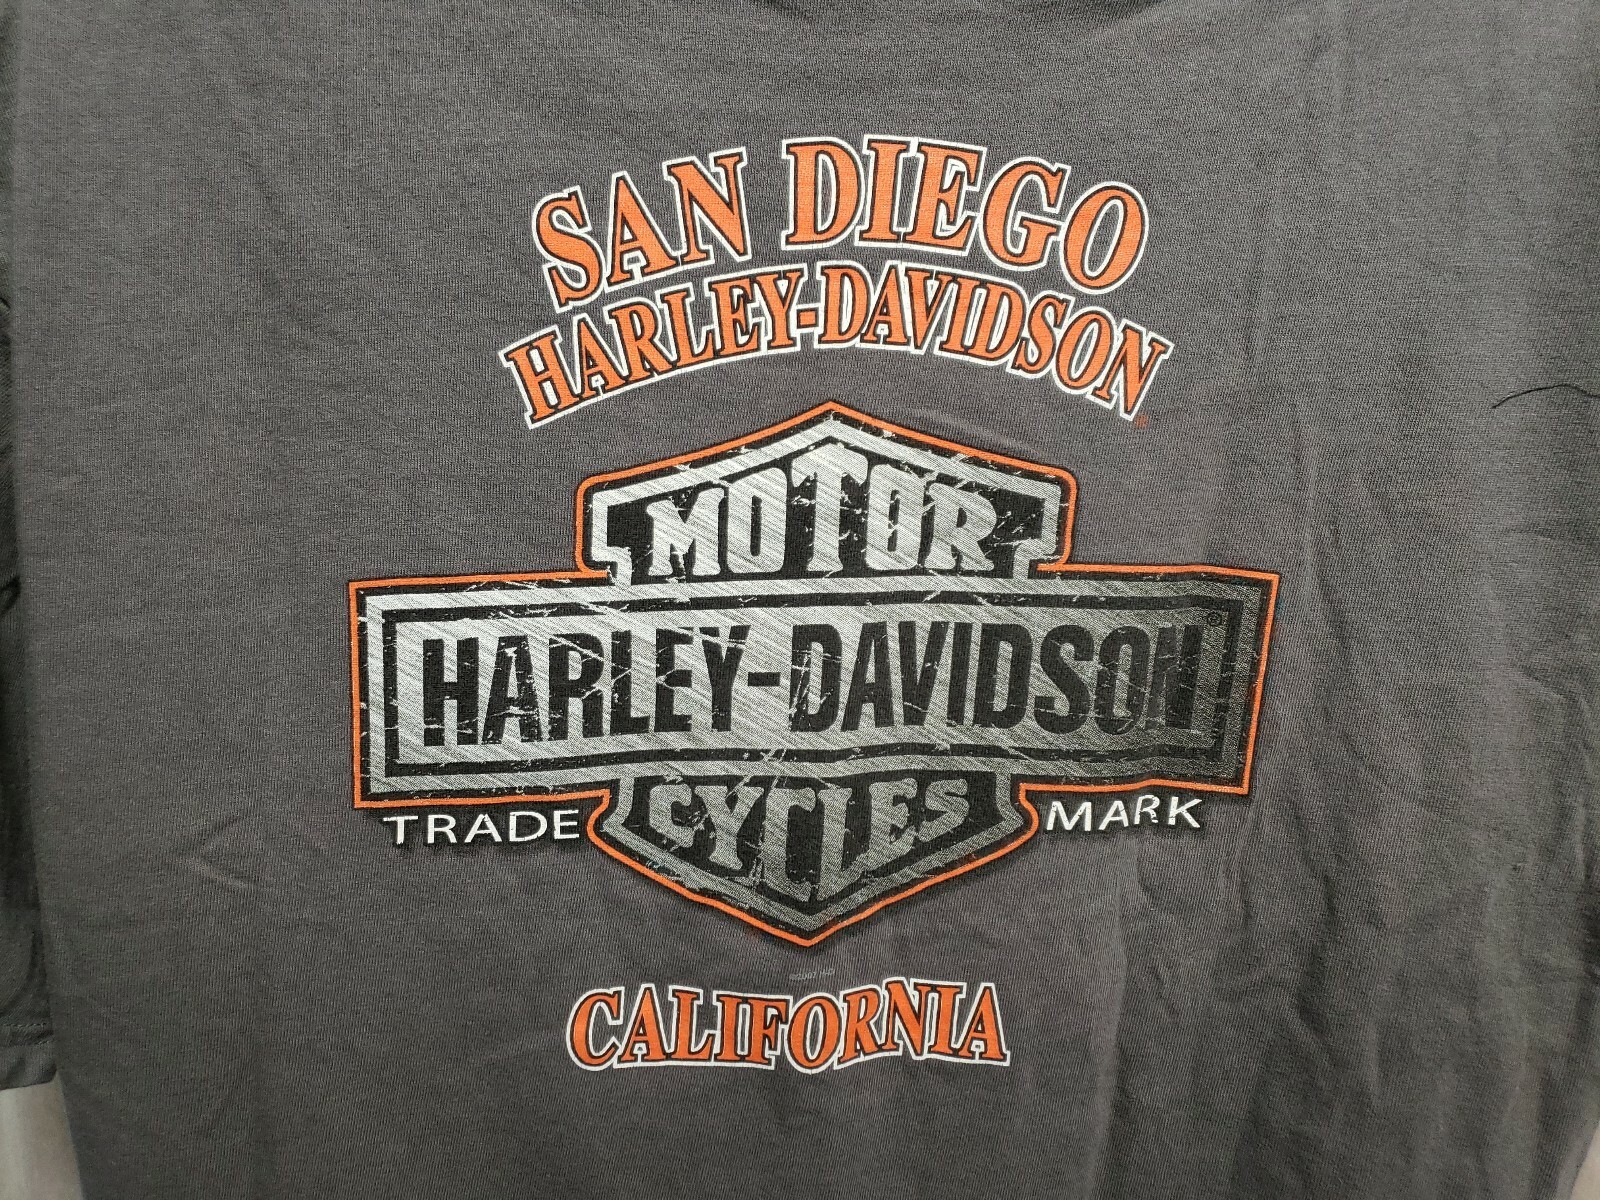 SAN DIEGO
HARLEY-DAVIDSON
MOTOR
HARLEY-DAVIDSON®
CYCLES
TRADE MARK
CALIFORNIA